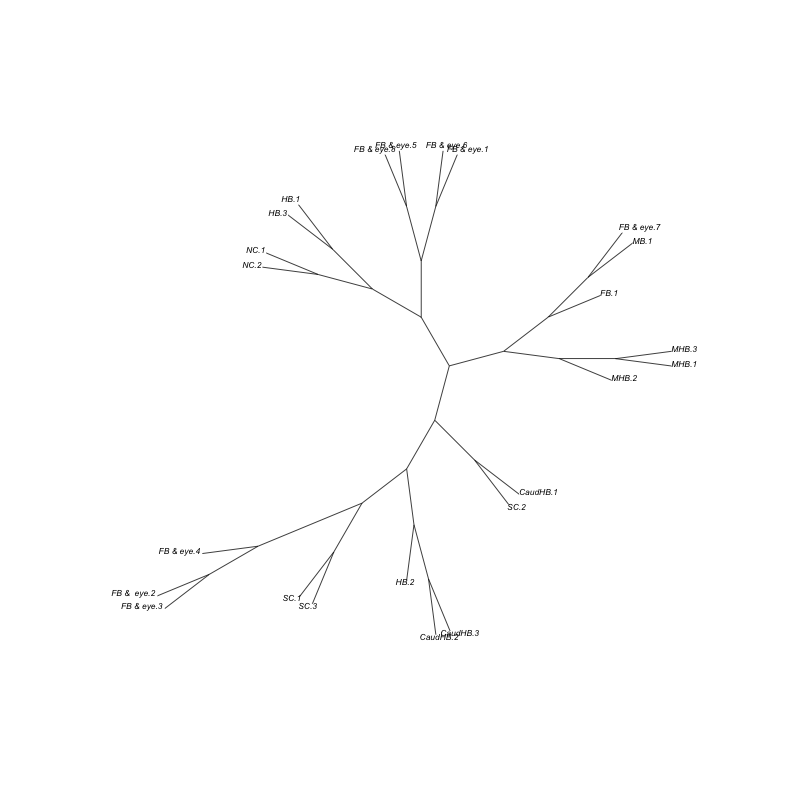 FB & eye.8
FB & eye.5
FB & eye.6
FB & eye.1
HB.1
HB.3
NC.1
NC.2
FB & eye.7
MB.1
FB.1
MHB.3
MHB.1
MHB.2
CaudHB.1
SC.2
FB & eye.4
FB &  eye.2
FB & eye.3
SC.1
SC.3
HB.2
CaudHB.3
CaudHB.2